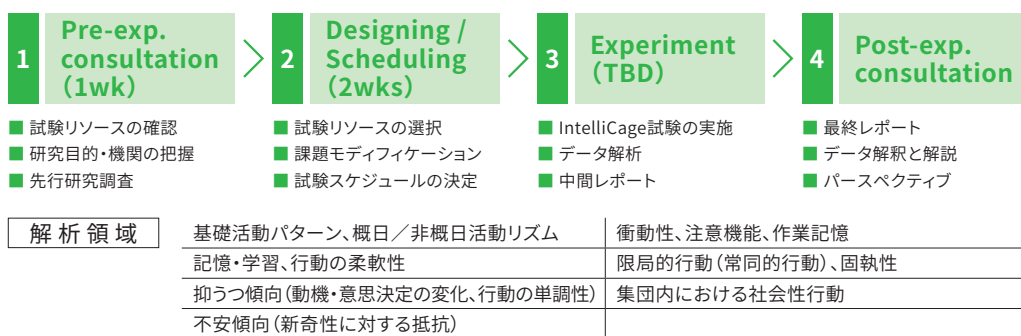 1 Pre-exp. consultation (1wk)
2 Designing / Scheduling (2wks)
3 Experiment (TBD)
4 Post-exp. consultation
■ 試験リソースの確認
■ 研究目的・機関の把握
■ 先行研究調査
■ 試験リソースの選択
■ 課題モディフィケーション
■ 試験スケジュールの決定
■ IntelliCage試験の実施
■ データ解析
■ 中間レポート
■ 最終レポート
■ データ解釈と解説
■ パースペクティブ
解析領域
基礎活動パターン、概日／非概日活動リズム
衝動性、注意機能、作業記憶
記憶・学習、行動の柔軟性
限局的行動（常同的行動）、固執性
抑うつ傾向（動機・意思決定の変化、行動の単調性）
集団内における社会性行動
不安傾向（新奇性に対する抵抗）